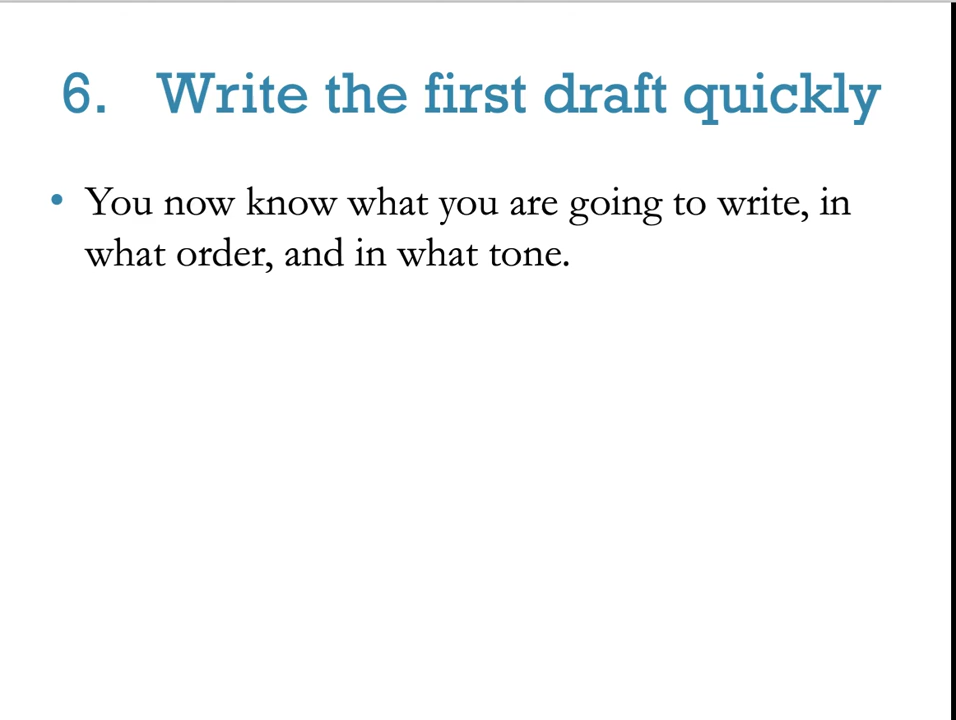 6. Write the first draft quickly
• You now know what you are going to write, in
what order, and in what tone.